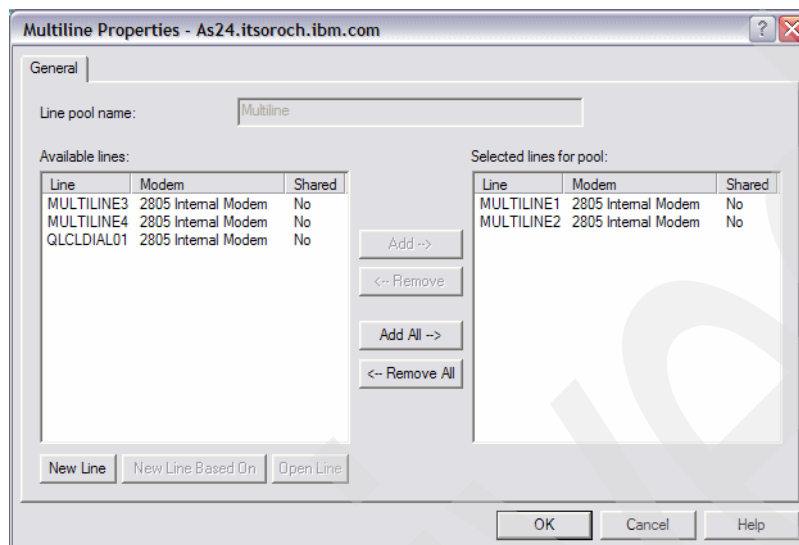 Multiline Properties - As24.itsoroch.ibm.com
General
Line pool name: Multiline
Available lines:
Line Modem Shared
MULTILINE3 2805 Internal Modem No
MULTILINE4 2805 Internal Modem No
QLCLDIAL01 2805 Internal Modem No
Add -->
<-- Remove
Add All -->
<-- Remove All
Selected lines for pool:
Line Modem Shared
MULTILINE1 2805 Internal Modem No
MULTILINE2 2805 Internal Modem No
New Line New Line Based On Open Line
OK Cancel Help